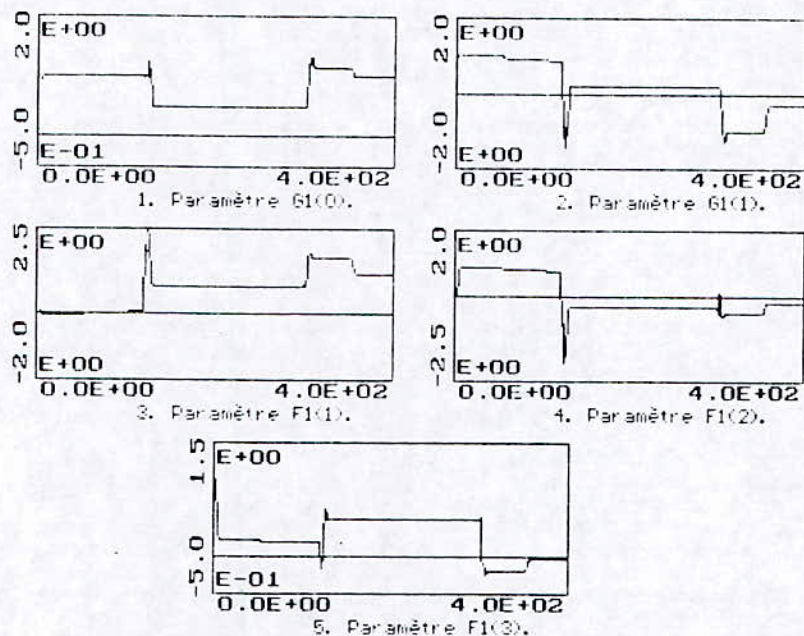 2.0
E+00
-5.0
E-01
0.0E+00 4.0E+02
1. Paramètre G1(0).
2.0
E+00
-2.0
E+00
0.0E+00 4.0E+02
2. Paramètre G1(1).
2.5
E+00
-2.0
E+00
0.0E+00 4.0E+02
3. Paramètre F1(1).
2.0
E+00
-2.5
E+00
0.0E+00 4.0E+02
4. Paramètre F1(2).
1.5
E+00
-5.0
E-01
0.0E+00 4.0E+02
5. Paramètre F1(3).